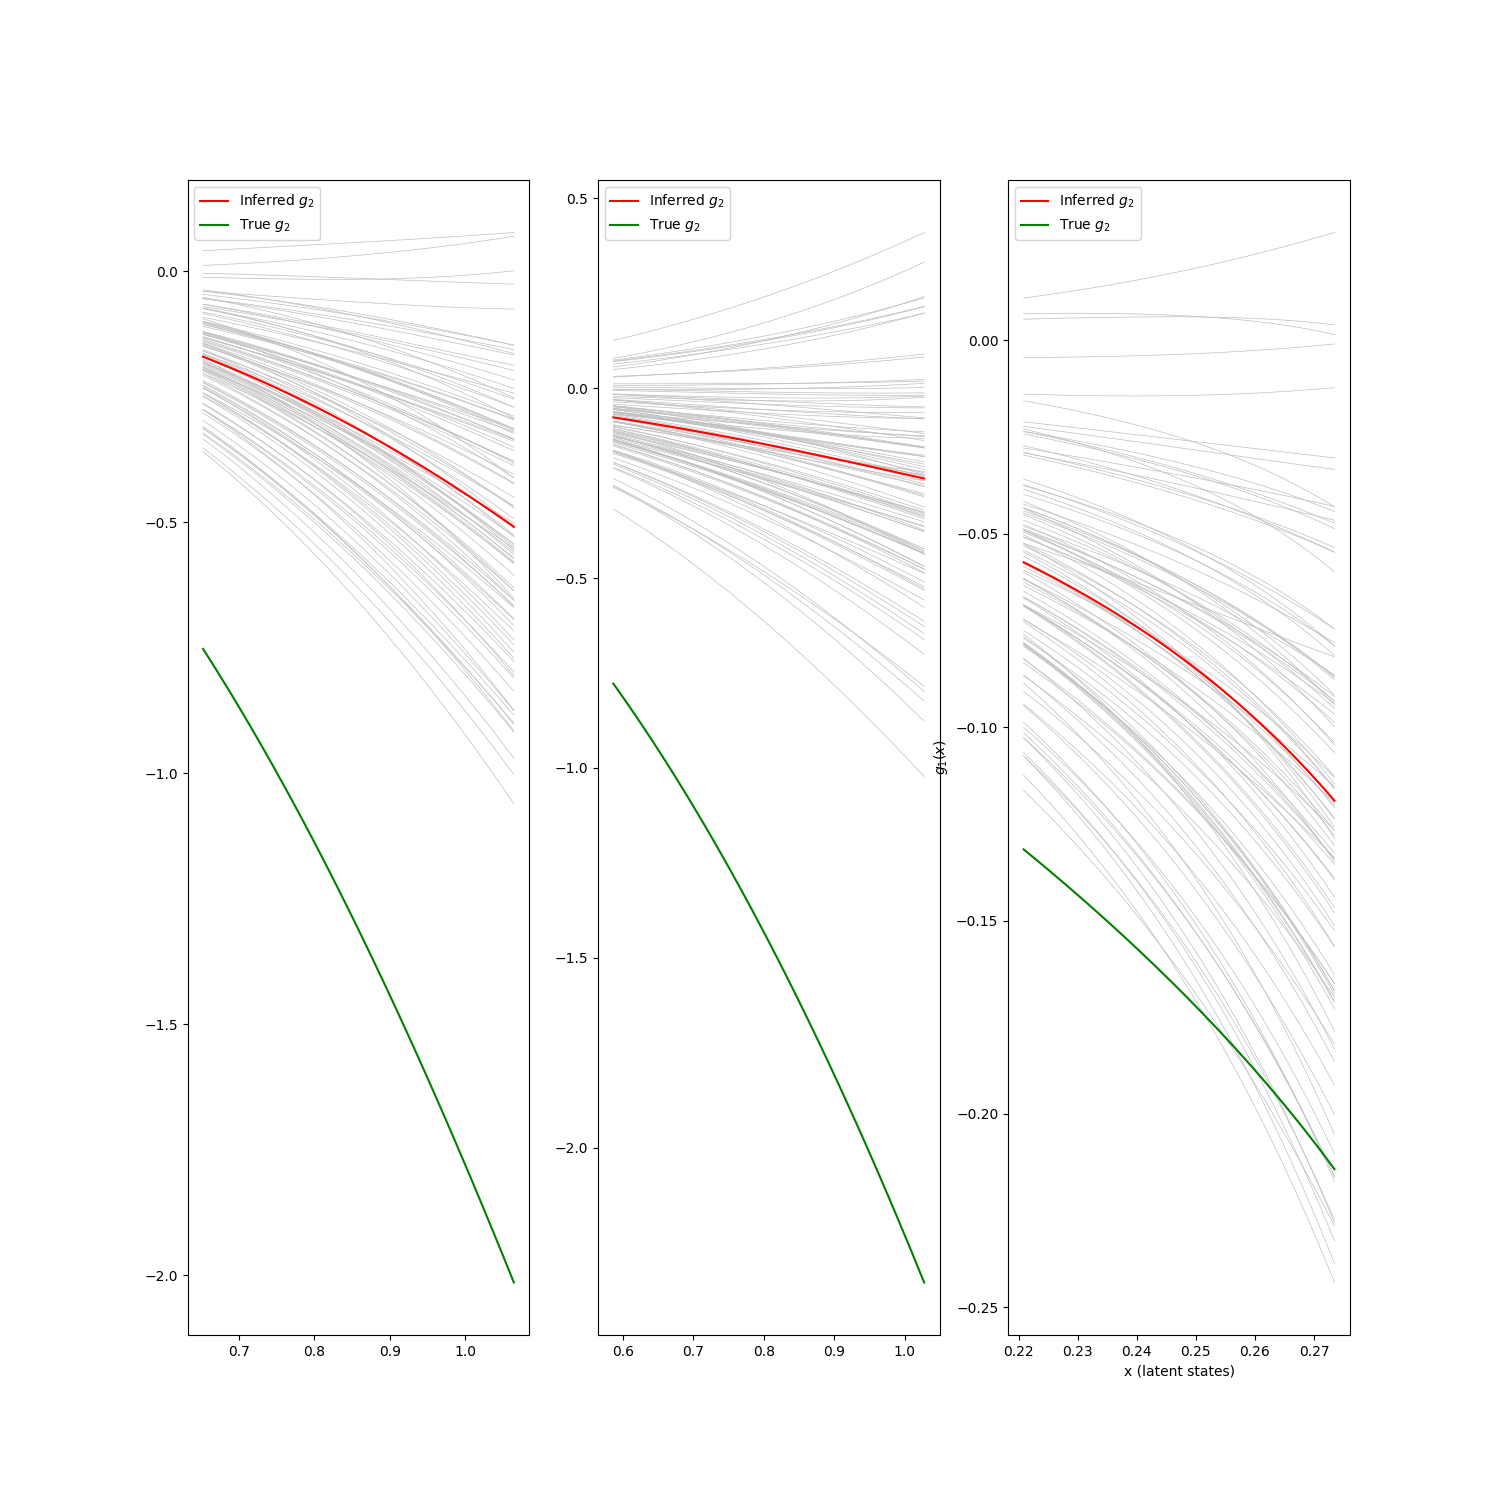 Inferred g₂
True g₂
0.0
−0.5
−1.0
−1.5
−2.0
0.7 0.8 0.9 1.0
Inferred g₂
True g₂
0.5
0.0
−0.5
−1.0
−1.5
−2.0
0.6 0.7 0.8 0.9 1.0
g₁(x)
Inferred g₂
True g₂
0.00
−0.05
−0.10
−0.15
−0.20
−0.25
0.22 0.23 0.24 0.25 0.26 0.27
x (latent states)